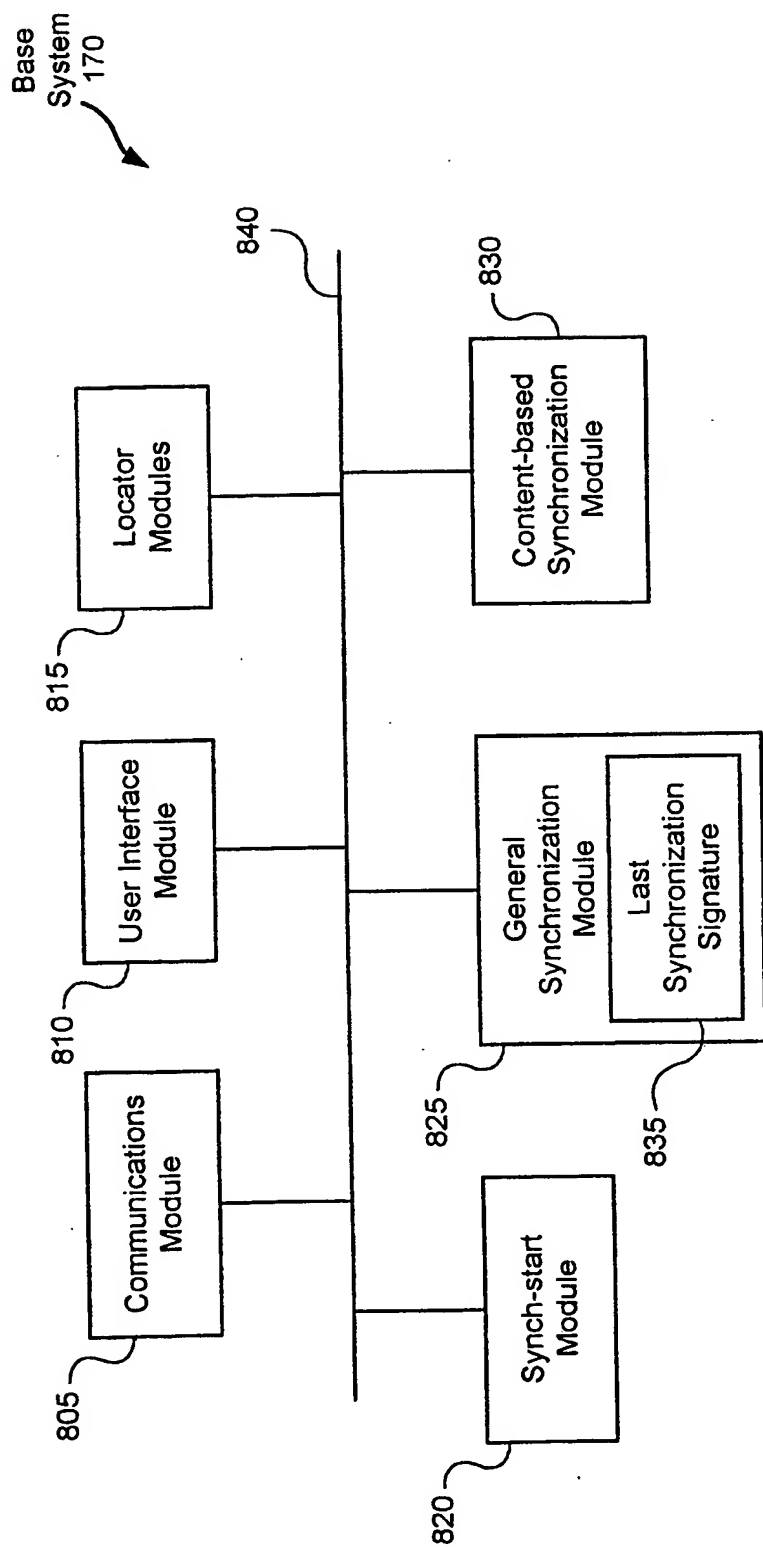 Base
System
170
840
815
Locator
Modules
810
User Interface
Module
805
Communications
Module
820
Synch-start
Module
825
General
Synchronization
Module
835
Last
Synchronization
Signature
830
Content-based
Synchronization
Module